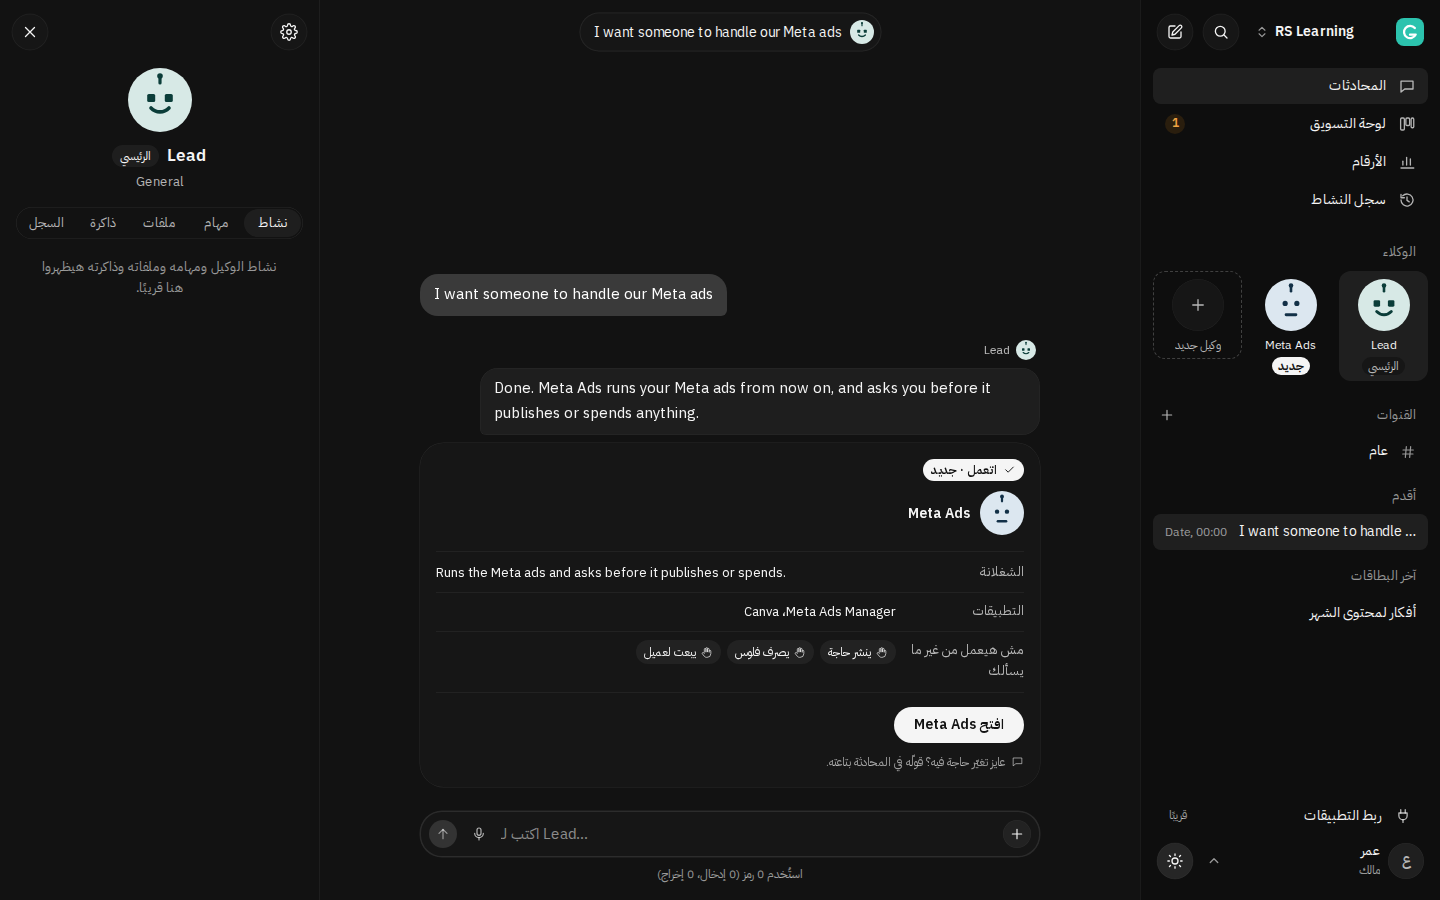 RS Learning
المحادثات
لوحة التسويق
1
الأرقام
سجل النشاط
الوكلاء
Lead
الرئيسي
Meta Ads
جديد
وكيل جديد
القنوات
عام
أقدم
I want someone to handle ...
Date, 00:00
آخر البطاقات
أفكار لمحتوى الشهر
ربط التطبيقات
قريبًا
ع
عمر
مالك
I want someone to handle our Meta ads
I want someone to handle our Meta ads
Lead
Done. Meta Ads runs your Meta ads from now on, and asks you before it
publishes or spends anything.
اتعمل · جديد
Meta Ads
الشغلانة
Runs the Meta ads and asks before it publishes or spends.
التطبيقات
Meta Ads Manager، Canva
مش هيعمل من غير ما
يسألك
ينشر حاجة
يصرف فلوس
يبعت لعميل
افتح Meta Ads
عايز تغيّر حاجة فيه؟ قولّه في المحادثة بتاعته.
اكتب لـ Lead...
استُخدم 0 رمز (0 إدخال، 0 إخراج)
Lead
الرئيسي
General
نشاط
مهام
ملفات
ذاكرة
السجل
نشاط الوكيل ومهامه وملفاته وذاكرته هيظهروا
هنا قريبًا.